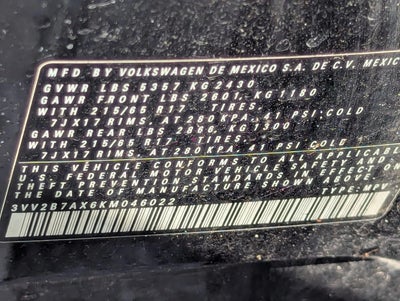 MFD. BY VOLKSWAGEN DE MEXICO S.A. DE C.V. MEXIC
GVWR LBS 5357 KG 2430
GAWR FRONT LBS 2601 KG 1180
WITH 215/65 R17 TIRES,
7JX17 RIMS, AT 280 KPA, 41 PSI.COLD
GAWR REAR LBS 2866, KG 1300
WITH 215/65 R17 TIRES,
7JX17 RIMS, AT 280 KPA, 41 PSI COLD
THIS VEHICLE CONFORMS TO ALL APPLICABLE
U.S. FEDERAL MOTOR VEHICLE
THEFT PREVENTION STANDARDS IN EFFECT ON
THE DATE OF MANUFACTURE SHOWN ABOVE
3VV2B7AX6KM046022 TYPE: MPV